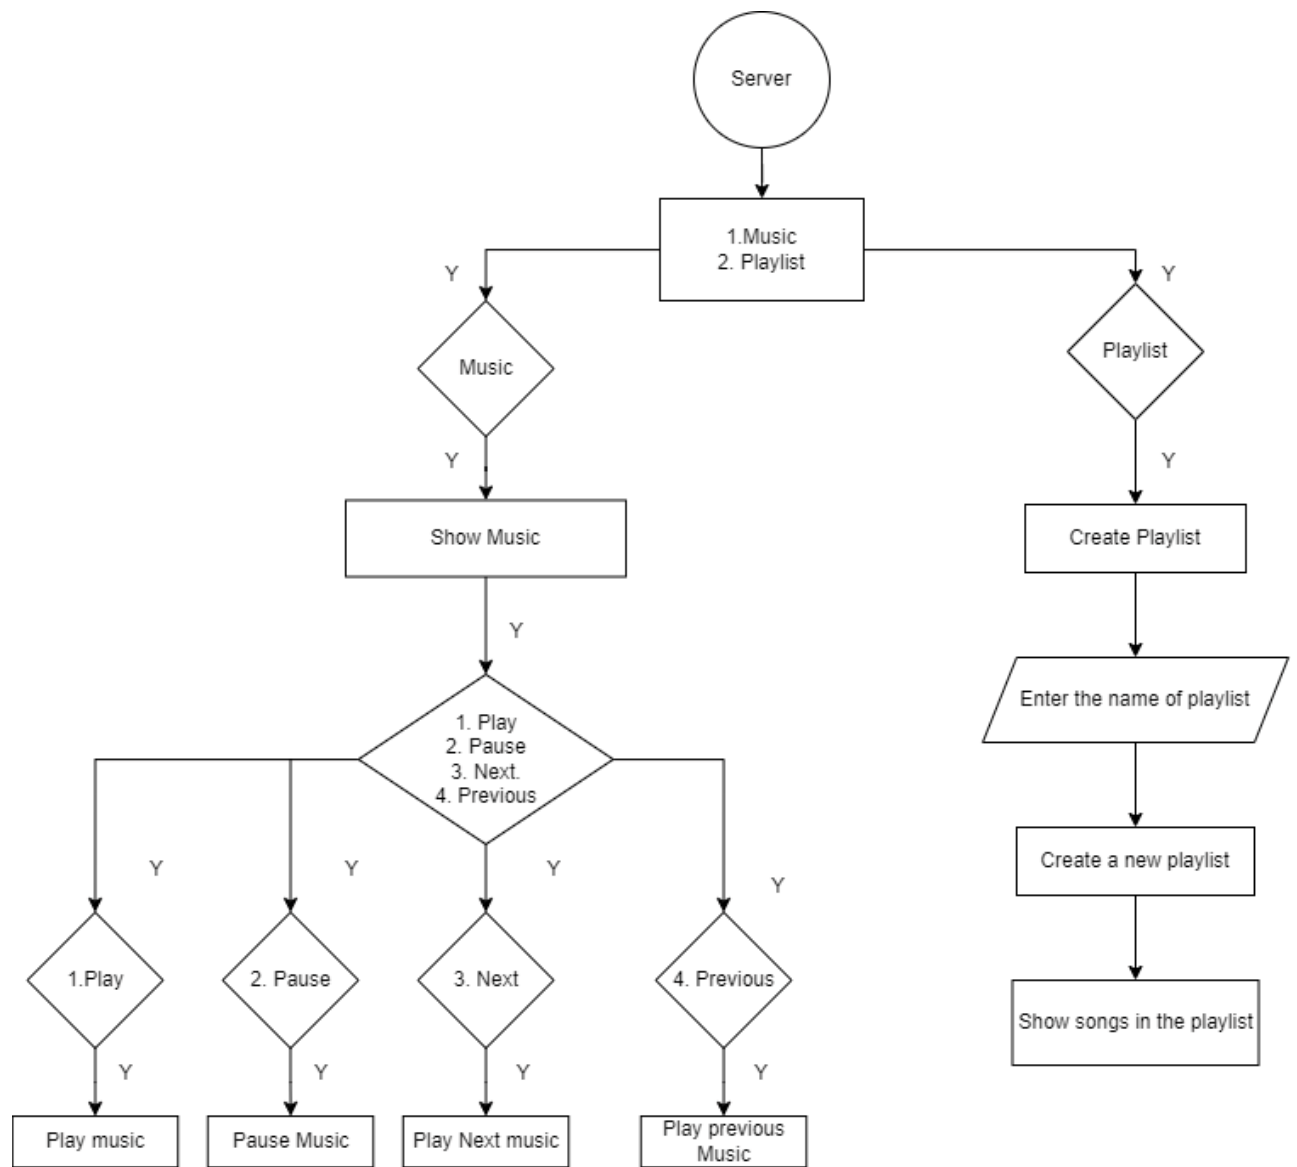 Server
1.Music
2. Playlist
Y
Y
Music
Playlist
Y
Y
Show Music
Create Playlist
Y
Enter the name of playlist
1. Play
2. Pause
3. Next.
4. Previous
Create a new playlist
Y
Y
Y
Y
1.Play
2. Pause
3. Next
4. Previous
Show songs in the playlist
Y
Y
Y
Y
Play music
Pause Music
Play Next music
Play previous
Music